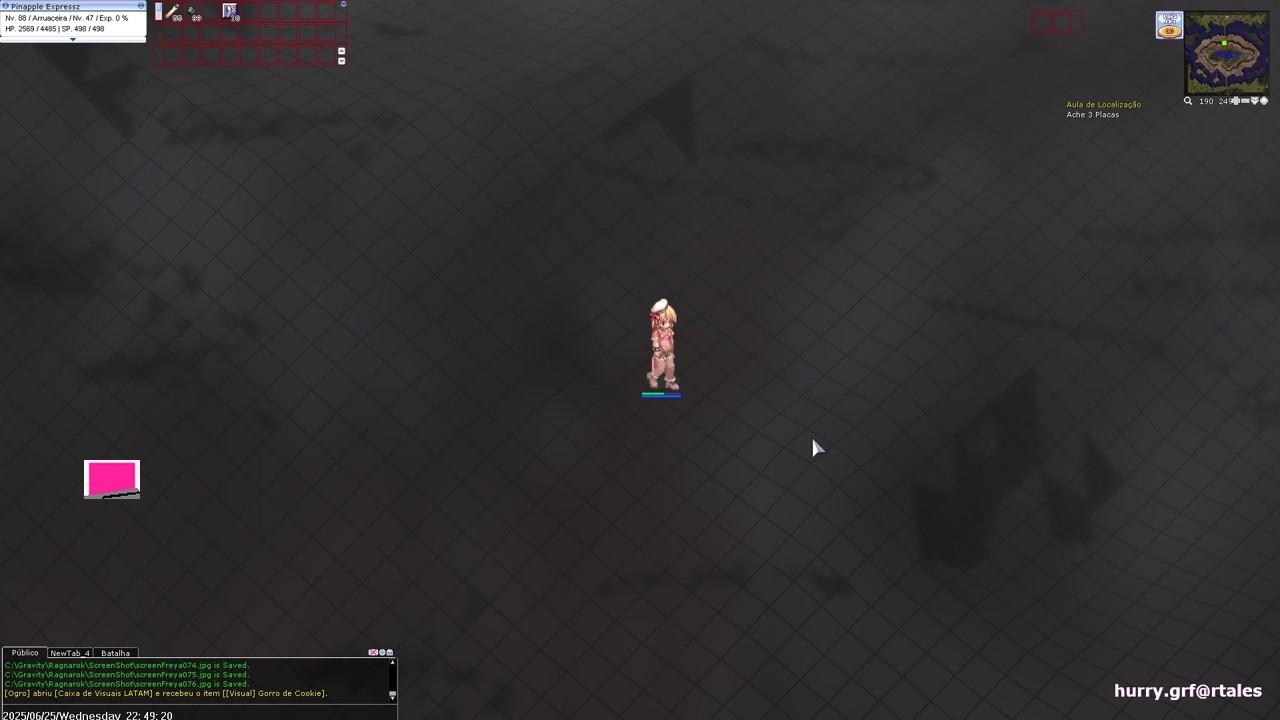 Pinapple Expressz
Nv. 88 / Arruaceira / Nv. 47 / Exp. 0 %
HP. 2569 / 4485 | SP. 498 / 498
55
99
10
190 249
Aula de Localização
Ache 3 Placas
Público
NewTab_4
Batalha
C:\Gravity\Ragnarok\ScreenShot\screenFreya074.jpg is Saved.
C:\Gravity\Ragnarok\ScreenShot\screenFreya075.jpg is Saved.
C:\Gravity\Ragnarok\ScreenShot\screenFreya076.jpg is Saved.
[Ogro] abriu [Caixa de Visuais LATAM] e recebeu o item [[Visual] Gorro de Cookie].
2025/06/25/Wednesday 22:49:20
hurry.grf@rtales